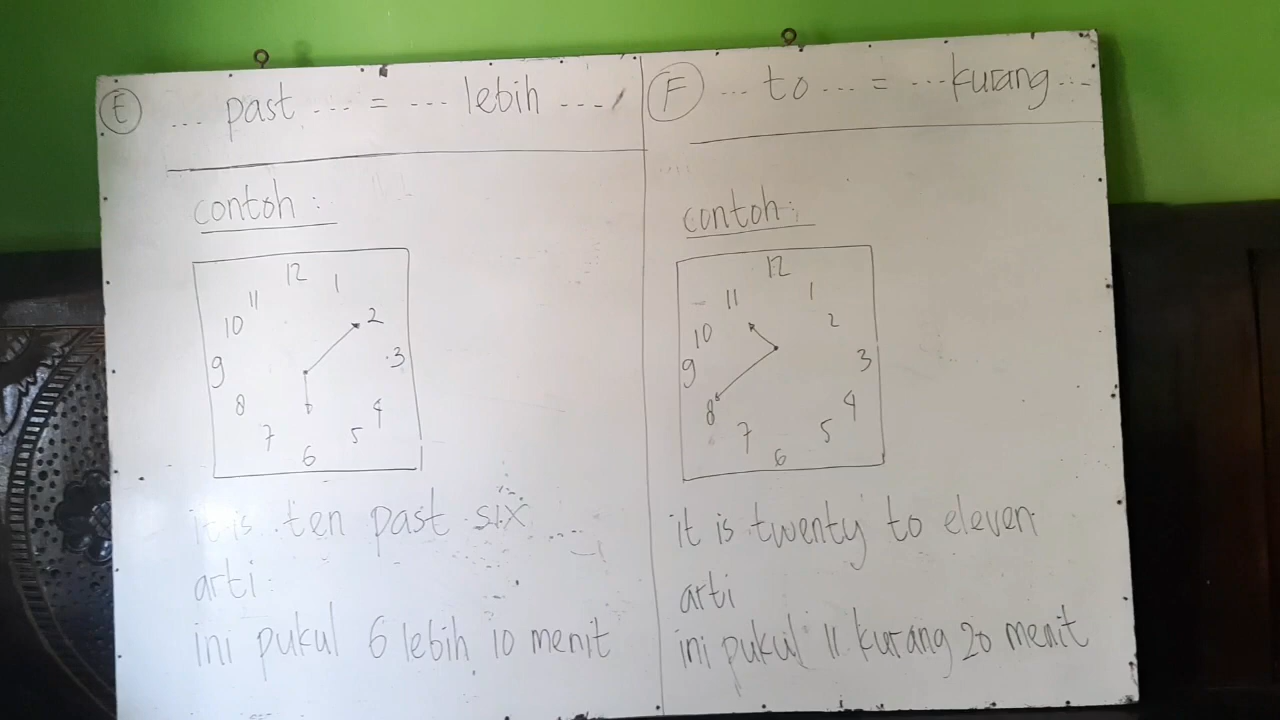 E ... past ... = ... lebih ....
contoh :
12
1
2
3
4
5
6
7
8
9
10
11
it is ten past six ...
arti :
ini pukul 6 lebih 10 menit
F ... to ... = ...kurang...
contoh :
12
1
2
3
4
5
6
7
8
9
10
11
it is twenty to eleven
arti
ini pukul 11 kurang 20 menit